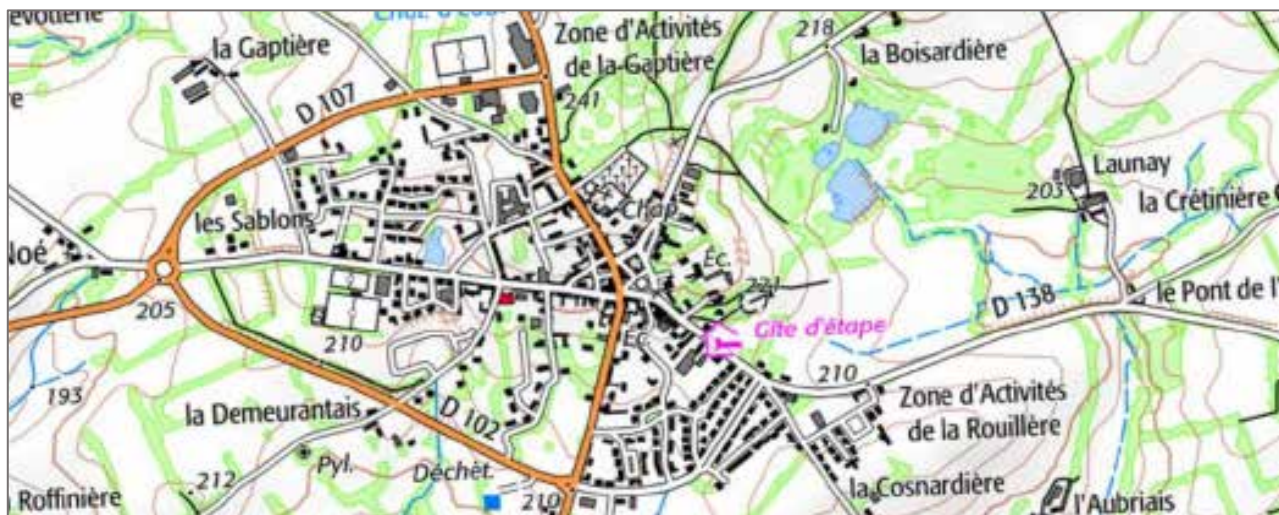 la Gaptière
Zone d'Activités
de la Gaptière
218
la Boisardière
D 107
241
Launay
203
la Crétinière
Chap.
les Sablons
Noé
Éc.
221
D 138
le Pont de l'
205
Gîte d'étape
210
210
193
Zone d'Activités
de la Rouillère
la Demeurantais
D 102
Pyl.
Déchèt.
212
210
la Cosnardière
Roffinière
l'Aubriais